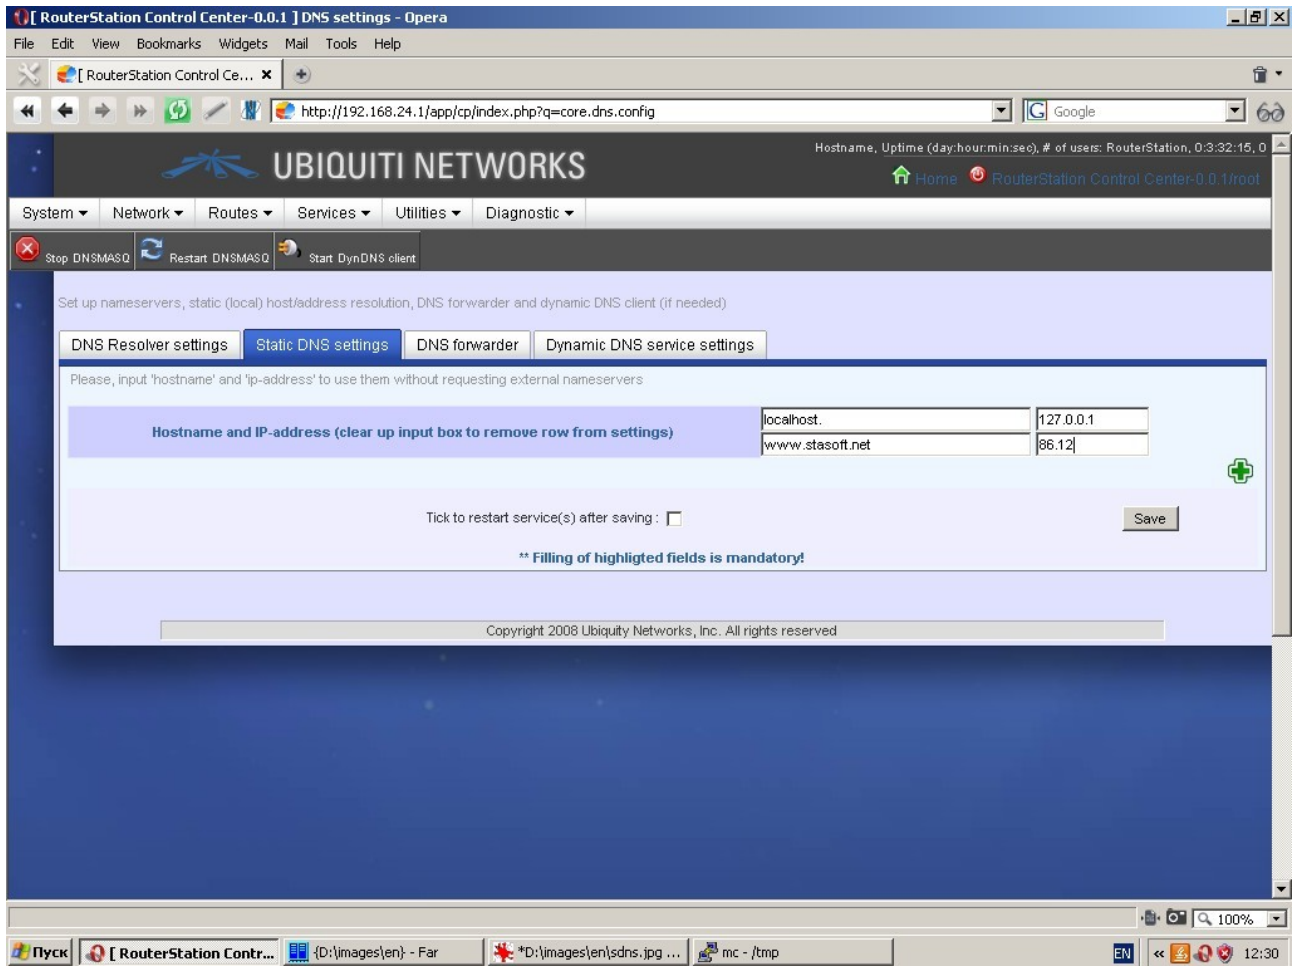 [ RouterStation Control Center-0.0.1 ] DNS settings - Opera
File Edit View Bookmarks Widgets Mail Tools Help
[ RouterStation Control Ce...
http://192.168.24.1/app/cp/index.php?q=core.dns.config
Google
UBIQUITI NETWORKS
Hostname, Uptime (day:hour:min:sec), # of users: RouterStation, 0:3:32:15, 0
Home RouterStation Control Center-0.0.1/root
System Network Routes Services Utilities Diagnostic
Stop DNSMASQ Restart DNSMASQ Start DynDNS client
Set up nameservers, static (local) host/address resolution, DNS forwarder and dynamic DNS client (if needed)
DNS Resolver settings Static DNS settings DNS forwarder Dynamic DNS service settings
Please, input 'hostname' and 'ip-address' to use them without requesting external nameservers
Hostname and IP-address (clear up input box to remove row from settings)
localhost. 127.0.0.1
www.stasoft.net 86.12
Tick to restart service(s) after saving :
Save
** Filling of highligted fields is mandatory!
Copyright 2008 Ubiquity Networks, Inc. All rights reserved
100%
Пуск [ RouterStation Contr... {D:\images\en} - Far *D:\images\en\sdns.jpg ... mc - /tmp EN « 12:30